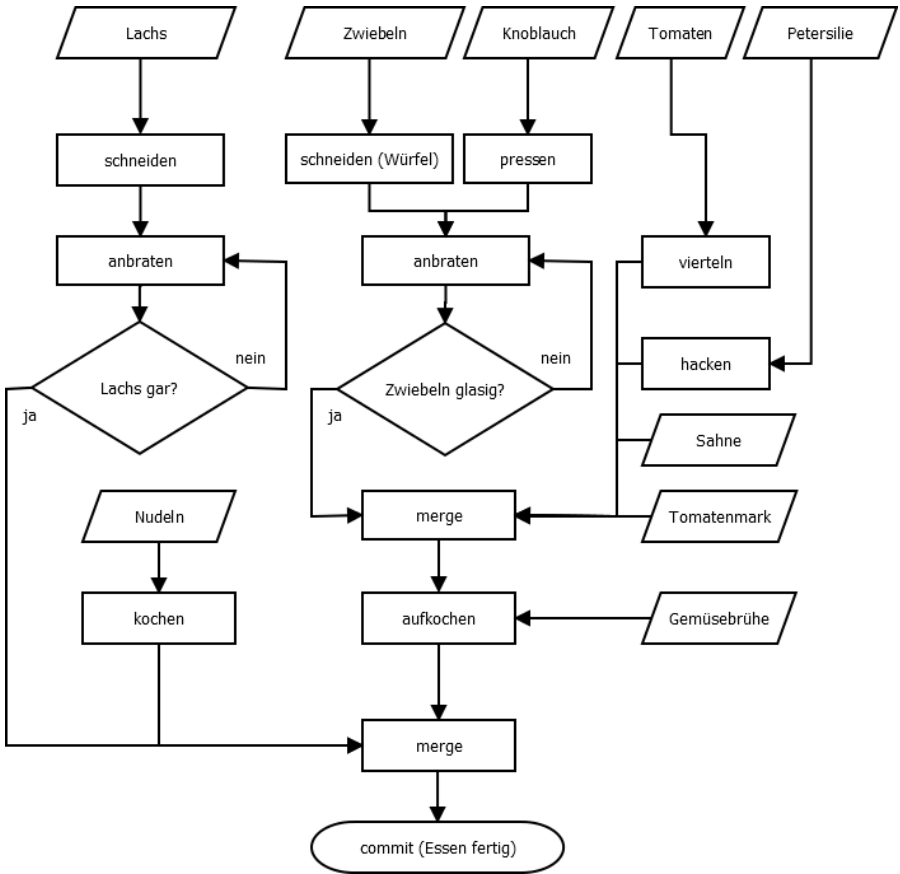 Lachs
Zwiebeln
Knoblauch
Tomaten
Petersilie
schneiden
schneiden (Würfel)
pressen
anbraten
anbraten
vierteln
nein
nein
hacken
Lachs gar?
Zwiebeln glasig?
ja
ja
Sahne
Nudeln
merge
Tomatenmark
kochen
aufkochen
Gemüsebrühe
merge
commit (Essen fertig)